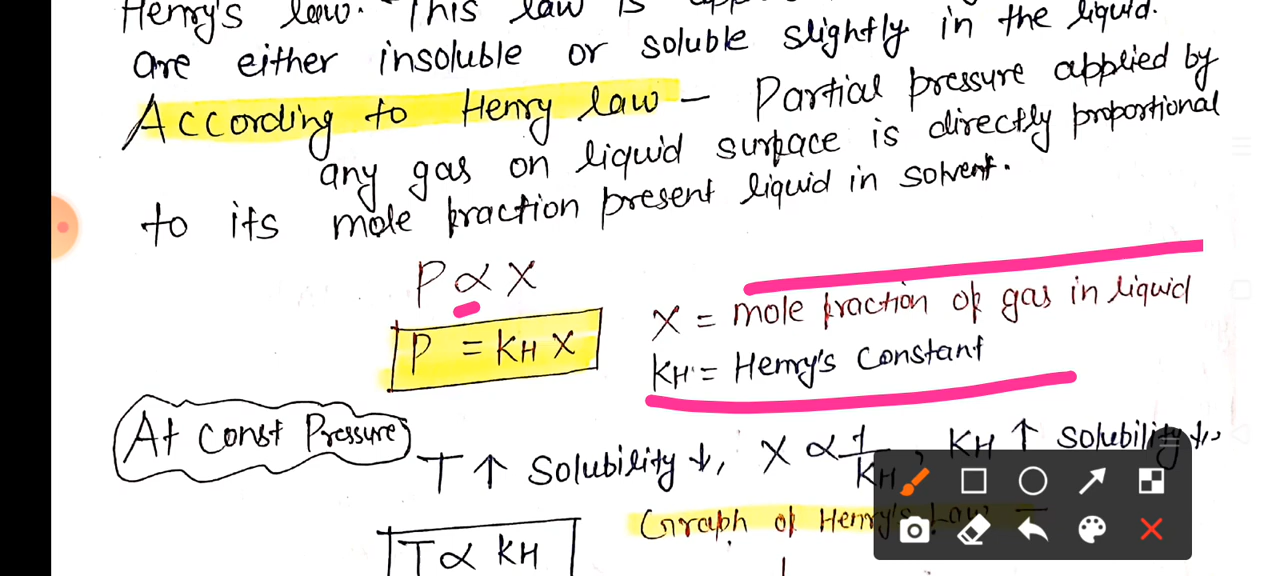 Henry's law. This law is
are either insoluble or soluble slightly in the liquid.
According to Henry law - Partial pressure applied by
any gas on liquid surface is directly proportional
to its mole fraction present liquid in solvent.
P ∝ X
P = KH X
X = mole fraction of gas in liquid
KH = Henry's Constant
At Const Pressure
T ↑ Solubility ↓, X ∝ 1/KH, KH ↑ Solubility ↓
T ∝ KH
Graph of Henry's Law